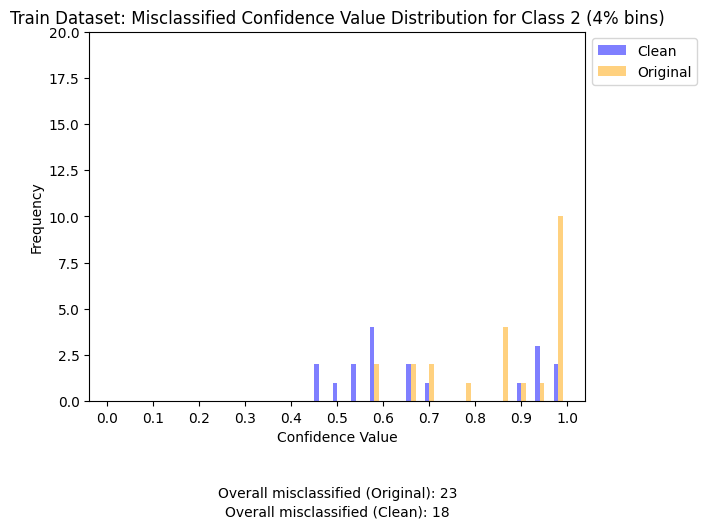 Train Dataset: Misclassified Confidence Value Distribution for Class 2 (4% bins)
Clean
Original
20.0
17.5
15.0
12.5
10.0
7.5
5.0
2.5
0.0
Frequency
0.0 0.1 0.2 0.3 0.4 0.5 0.6 0.7 0.8 0.9 1.0
Confidence Value
Overall misclassified (Original): 23
Overall misclassified (Clean): 18